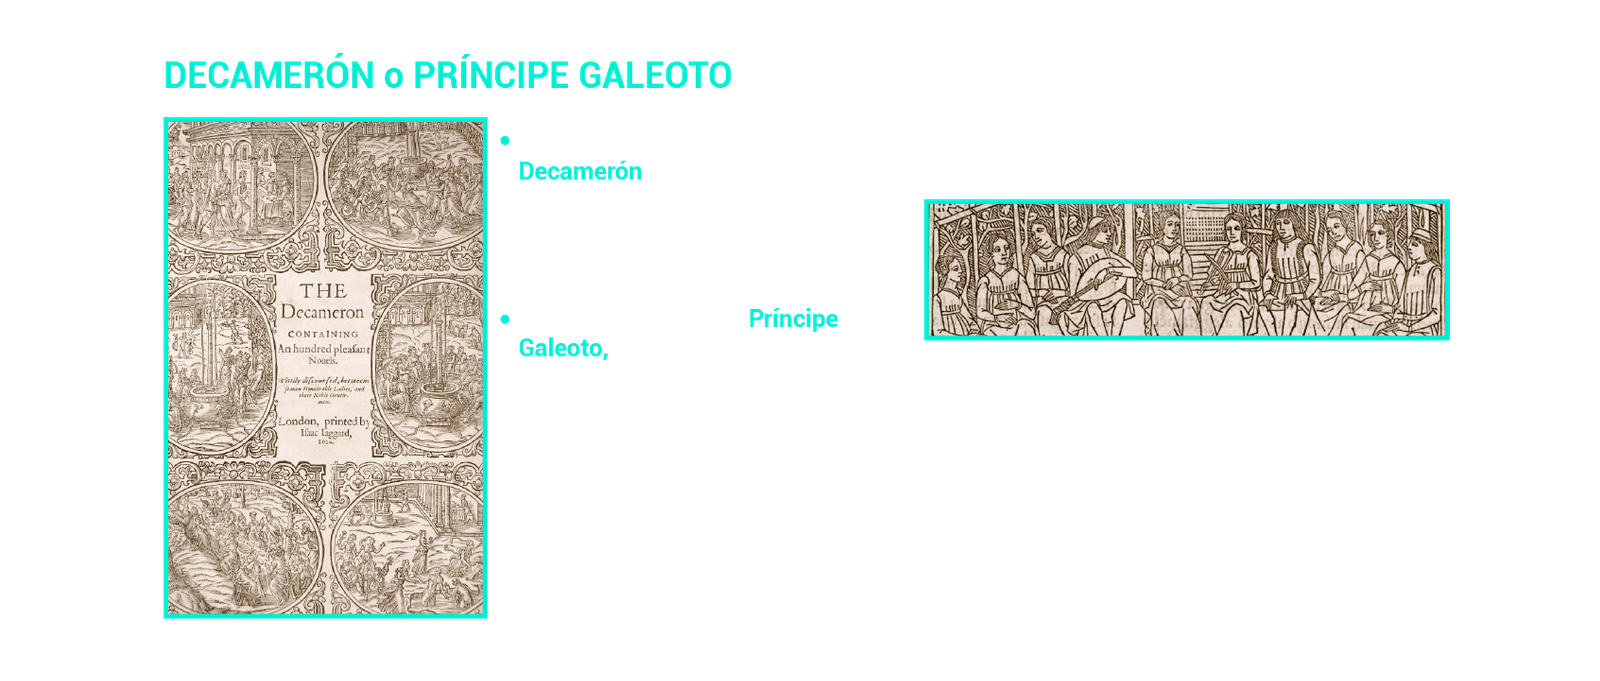 DECAMERÓN o PRÍNCIPE GALEOTO
• 
Decamerón
• Príncipe
Galeoto,
THE
Decameron
CONTAINING
An hundred pleasant
Nouels.
Wittily discoursed, betweene
seauen Honourable Ladies, and
three Noble Gentle-
men.
London, printed by
Isaac Iaggard,
1620.